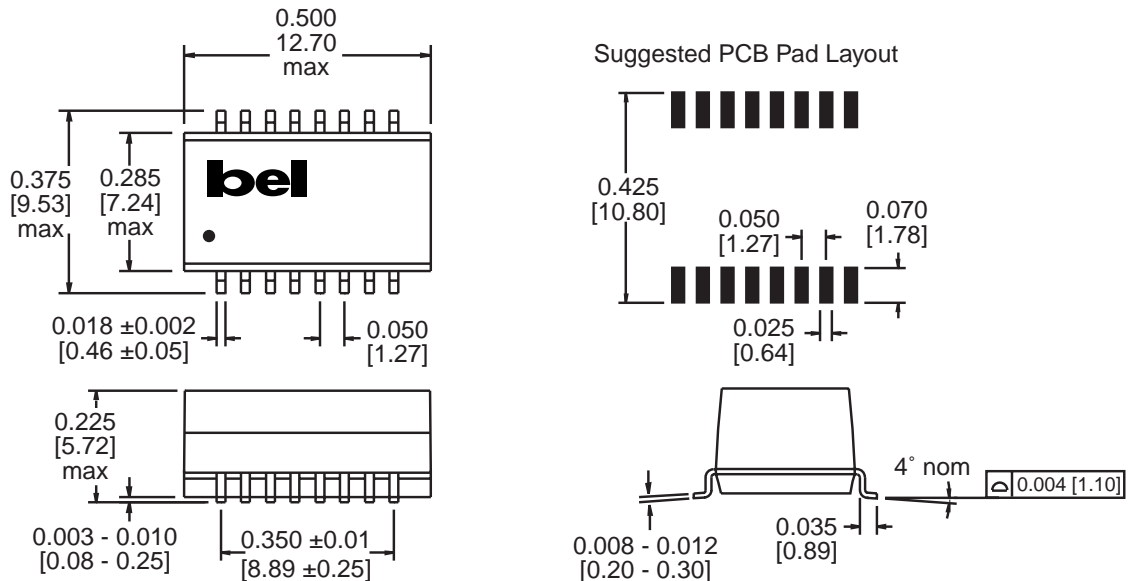 0.500
12.70
max
0.375
[9.53]
max
0.285
[7.24]
max
bel
0.018 ±0.002
[0.46 ±0.05]
0.050
[1.27]
Suggested PCB Pad Layout
0.425
[10.80]
0.050
[1.27]
0.070
[1.78]
0.025
[0.64]
0.225
[5.72]
max
0.003 - 0.010
[0.08 - 0.25]
0.350 ±0.01
[8.89 ±0.25]
4° nom
0.004 [1.10]
0.008 - 0.012
[0.20 - 0.30]
0.035
[0.89]